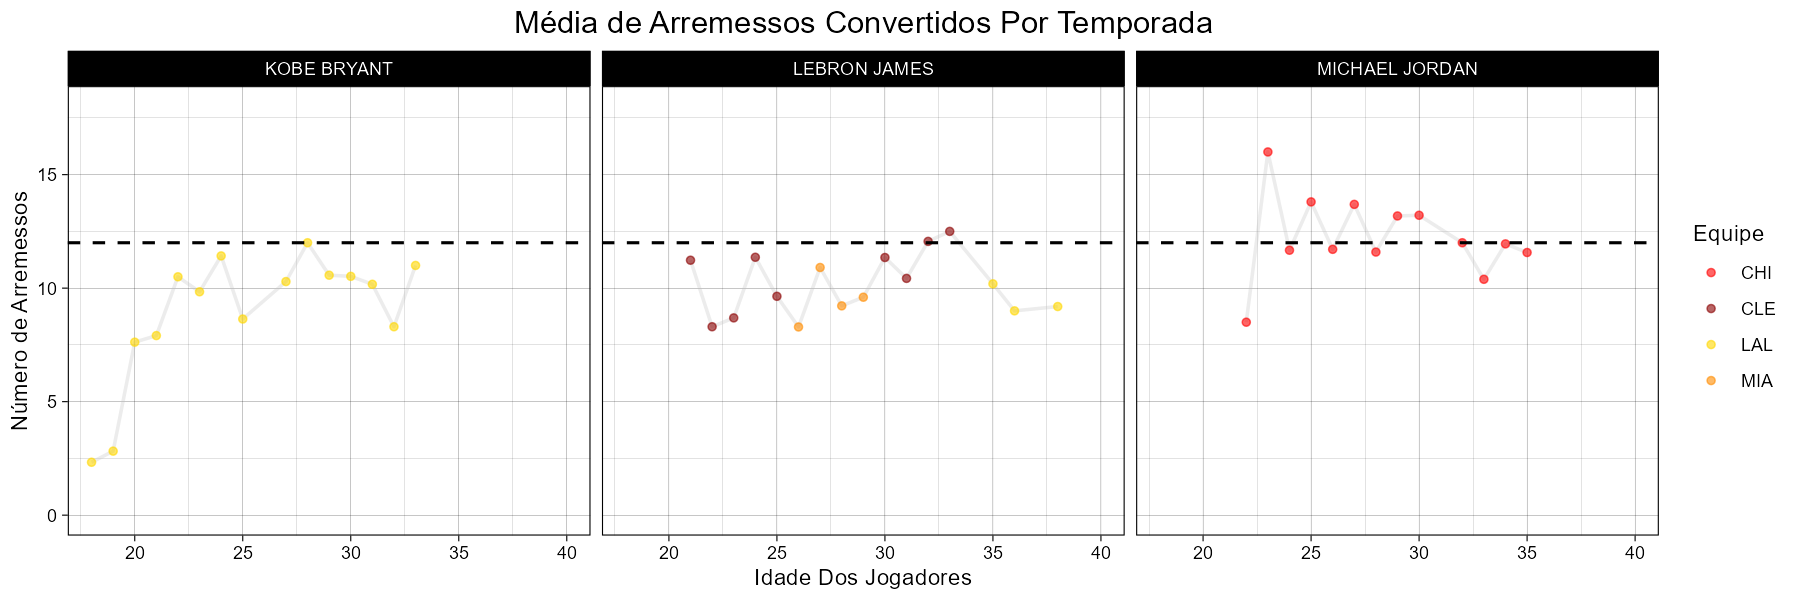 Média de Arremessos Convertidos Por Temporada
KOBE BRYANT
LEBRON JAMES
MICHAEL JORDAN
Número de Arremessos
15
10
5
0
20 25 30 35 40
20 25 30 35 40
20 25 30 35 40
Idade Dos Jogadores
Equipe
CHI
CLE
LAL
MIA